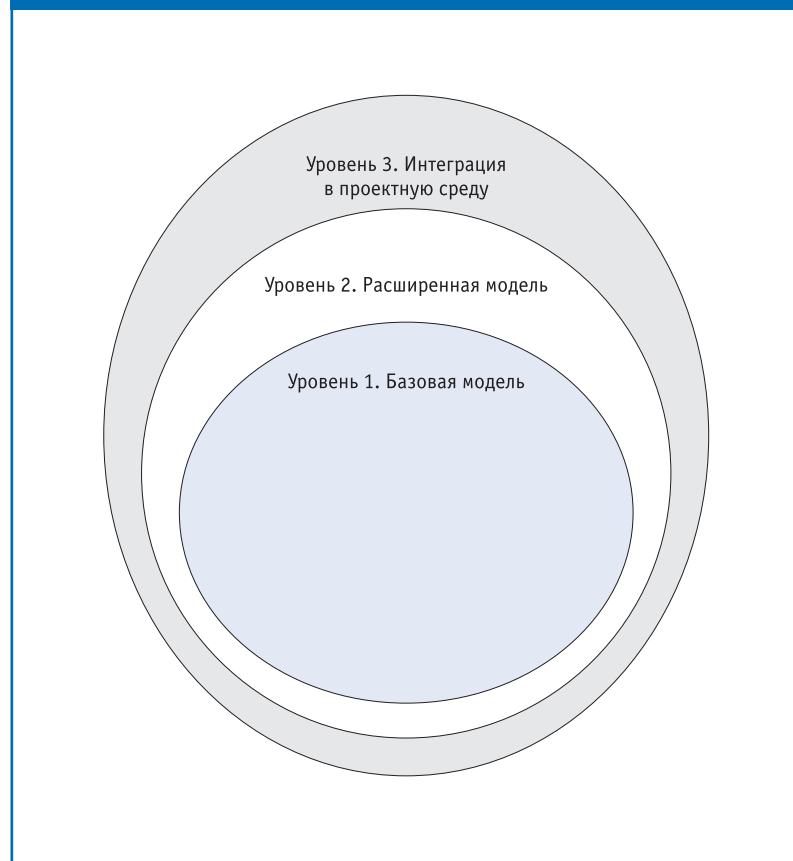 Уровень 3. Интеграция
в проектную среду
Уровень 2. Расширенная модель
Уровень 1. Базовая модель